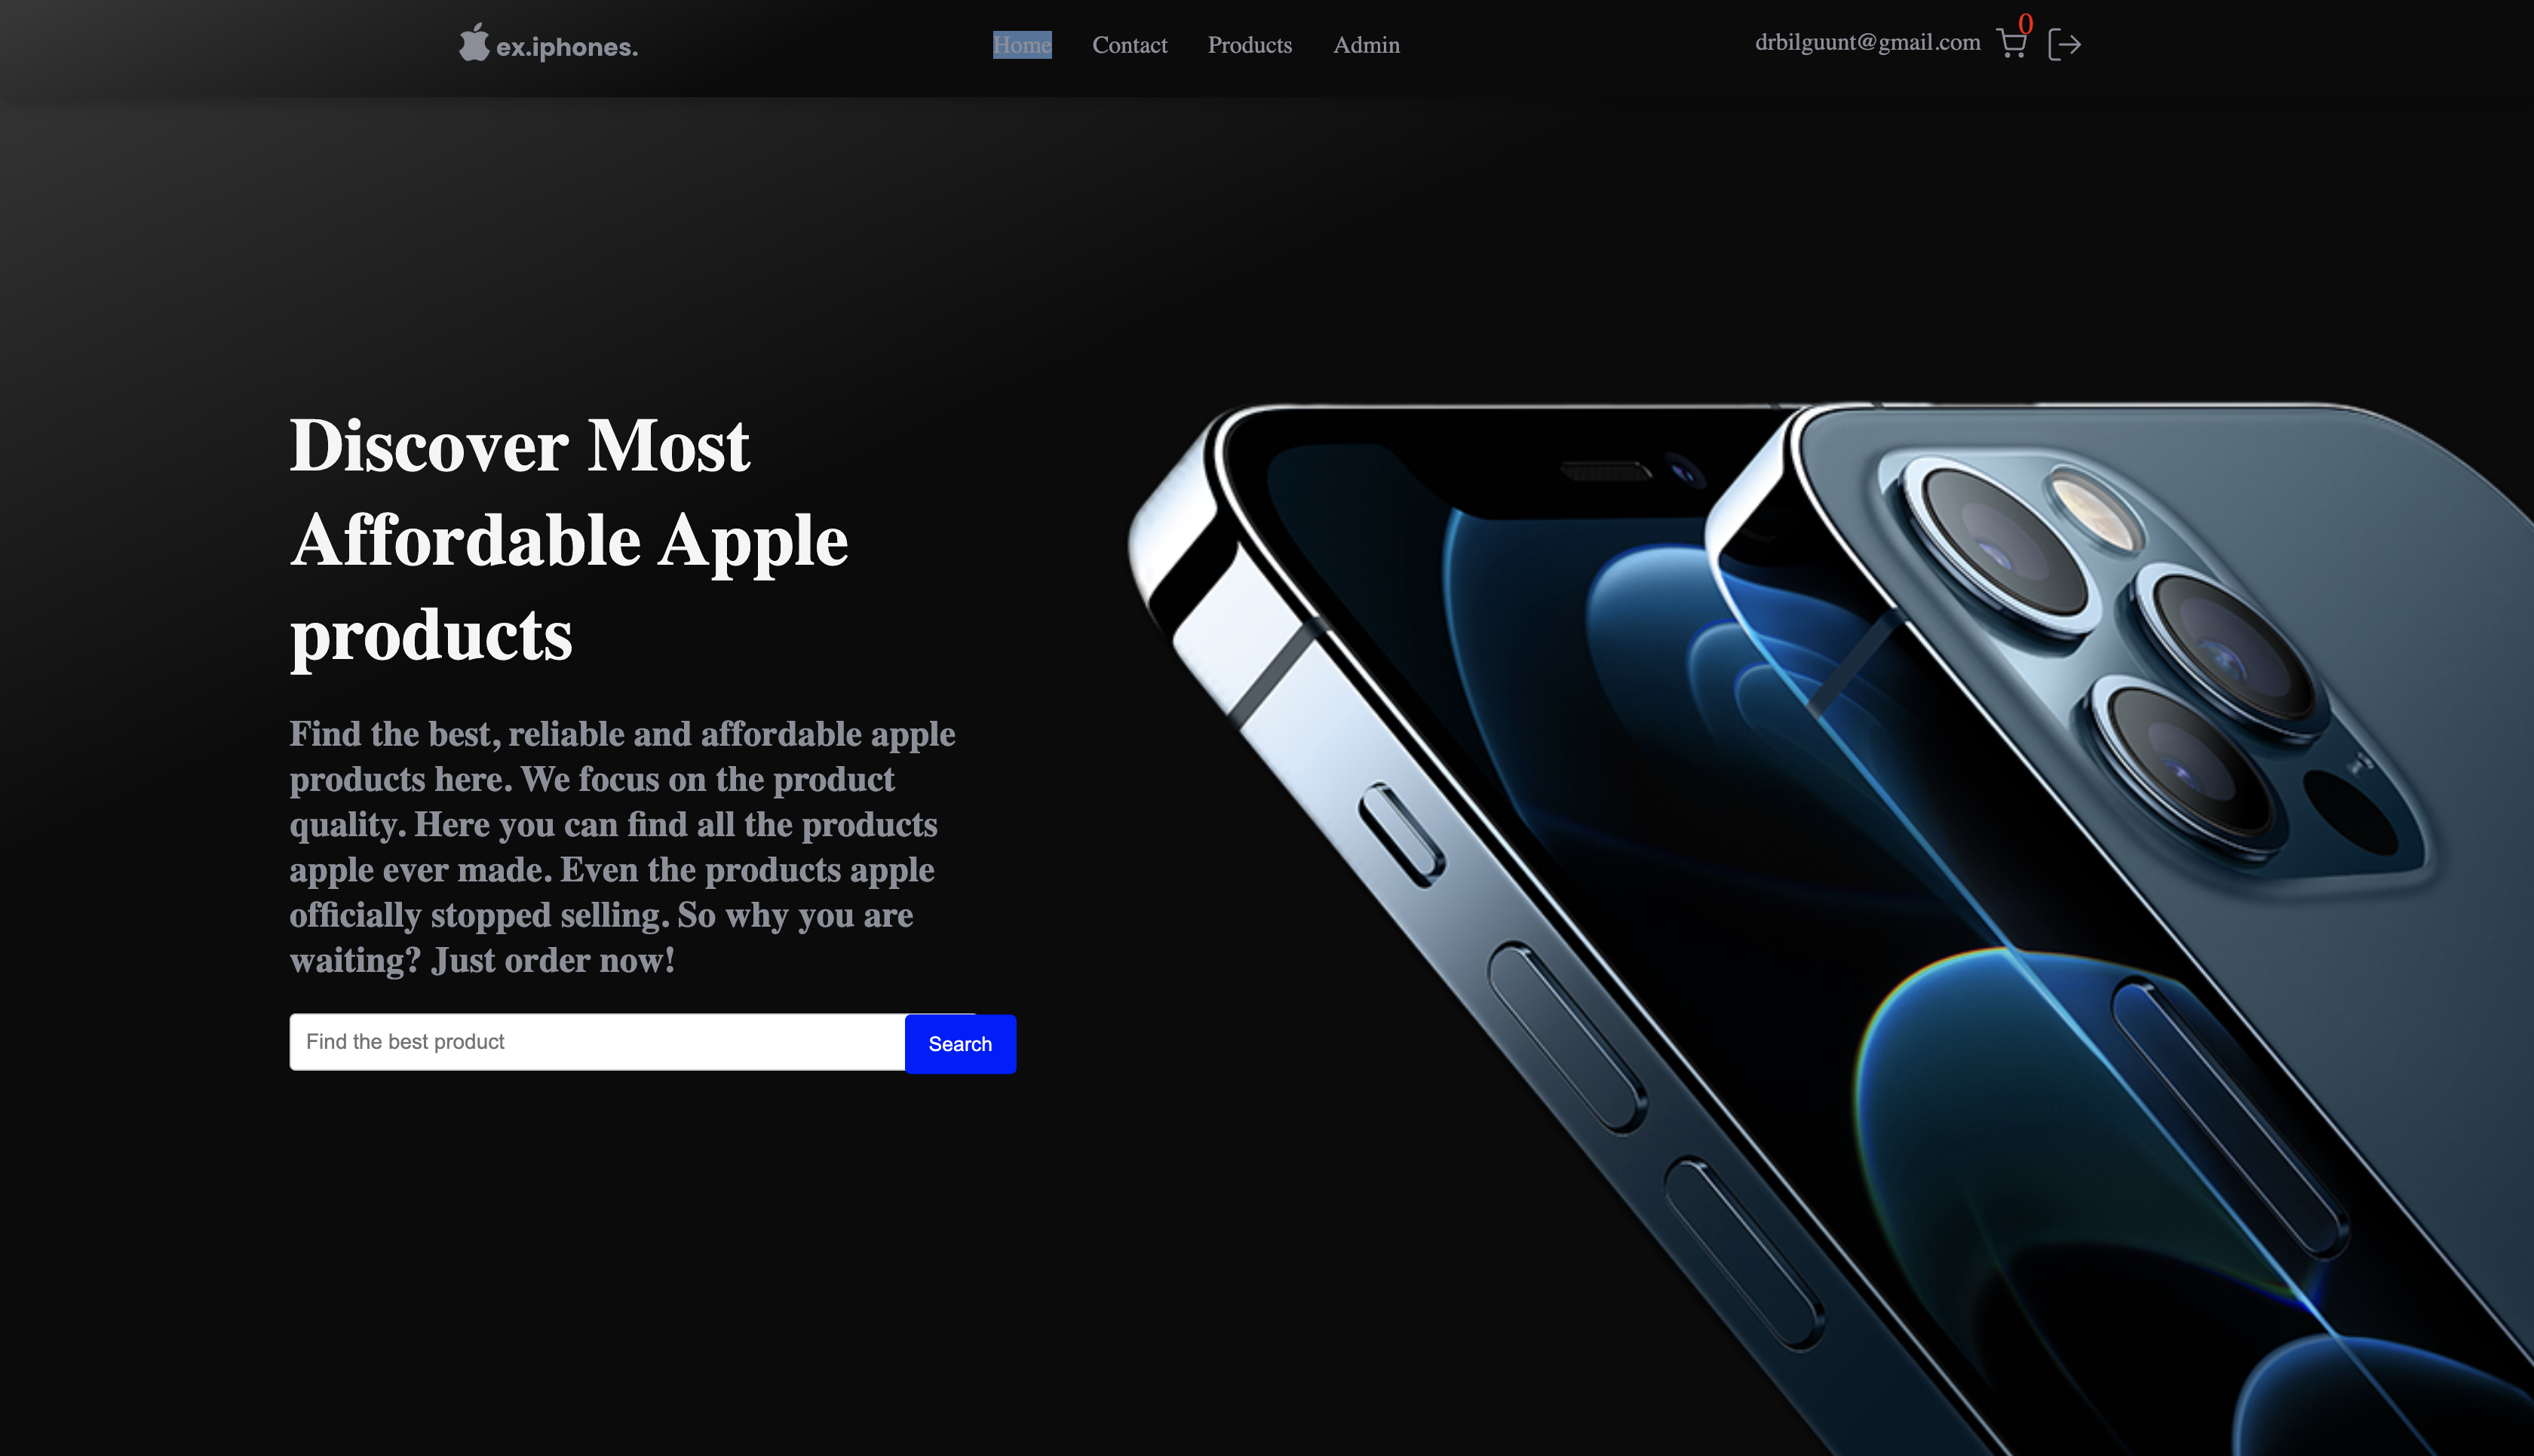 ex.iphones.
Home Contact Products Admin
drbilguunt@gmail.com 0
Discover Most
Affordable Apple
products
Find the best, reliable and affordable apple
products here. We focus on the product
quality. Here you can find all the products
apple ever made. Even the products apple
officially stopped selling. So why you are
waiting? Just order now!
Find the best product Search